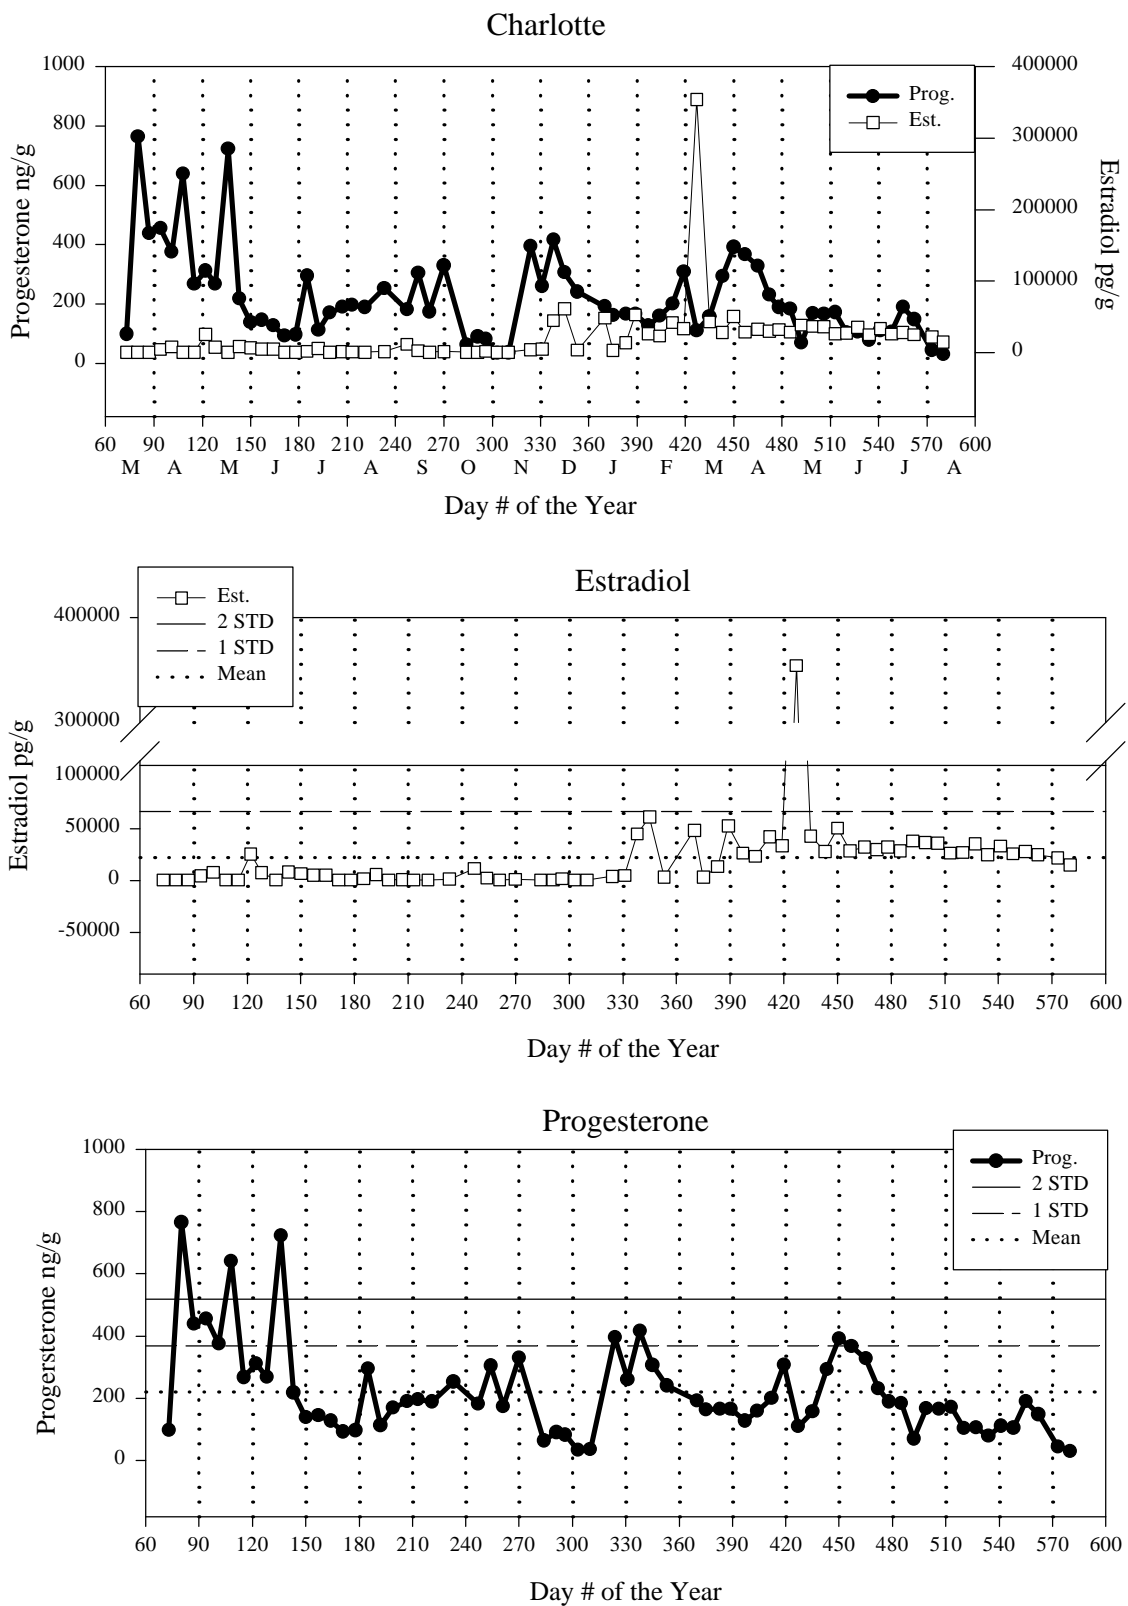 Charlotte
1000
800
600
400
200
0
Progesterone ng/g
400000
300000
200000
100000
0
Estradiol pg/g
Prog.
Est.
60 90 120 150 180 210 240 270 300 330 360 390 420 450 480 510 540 570 600
M A M J J A S O N D J F M A M J J A
Day # of the Year
Estradiol
Est.
2 STD
1 STD
Mean
400000
300000
100000
50000
0
-50000
Estradiol pg/g
60 90 120 150 180 210 240 270 300 330 360 390 420 450 480 510 540 570 600
Day # of the Year
Progesterone
Prog.
2 STD
1 STD
Mean
1000
800
600
400
200
0
Progersterone ng/g
60 90 120 150 180 210 240 270 300 330 360 390 420 450 480 510 540 570 600
Day # of the Year